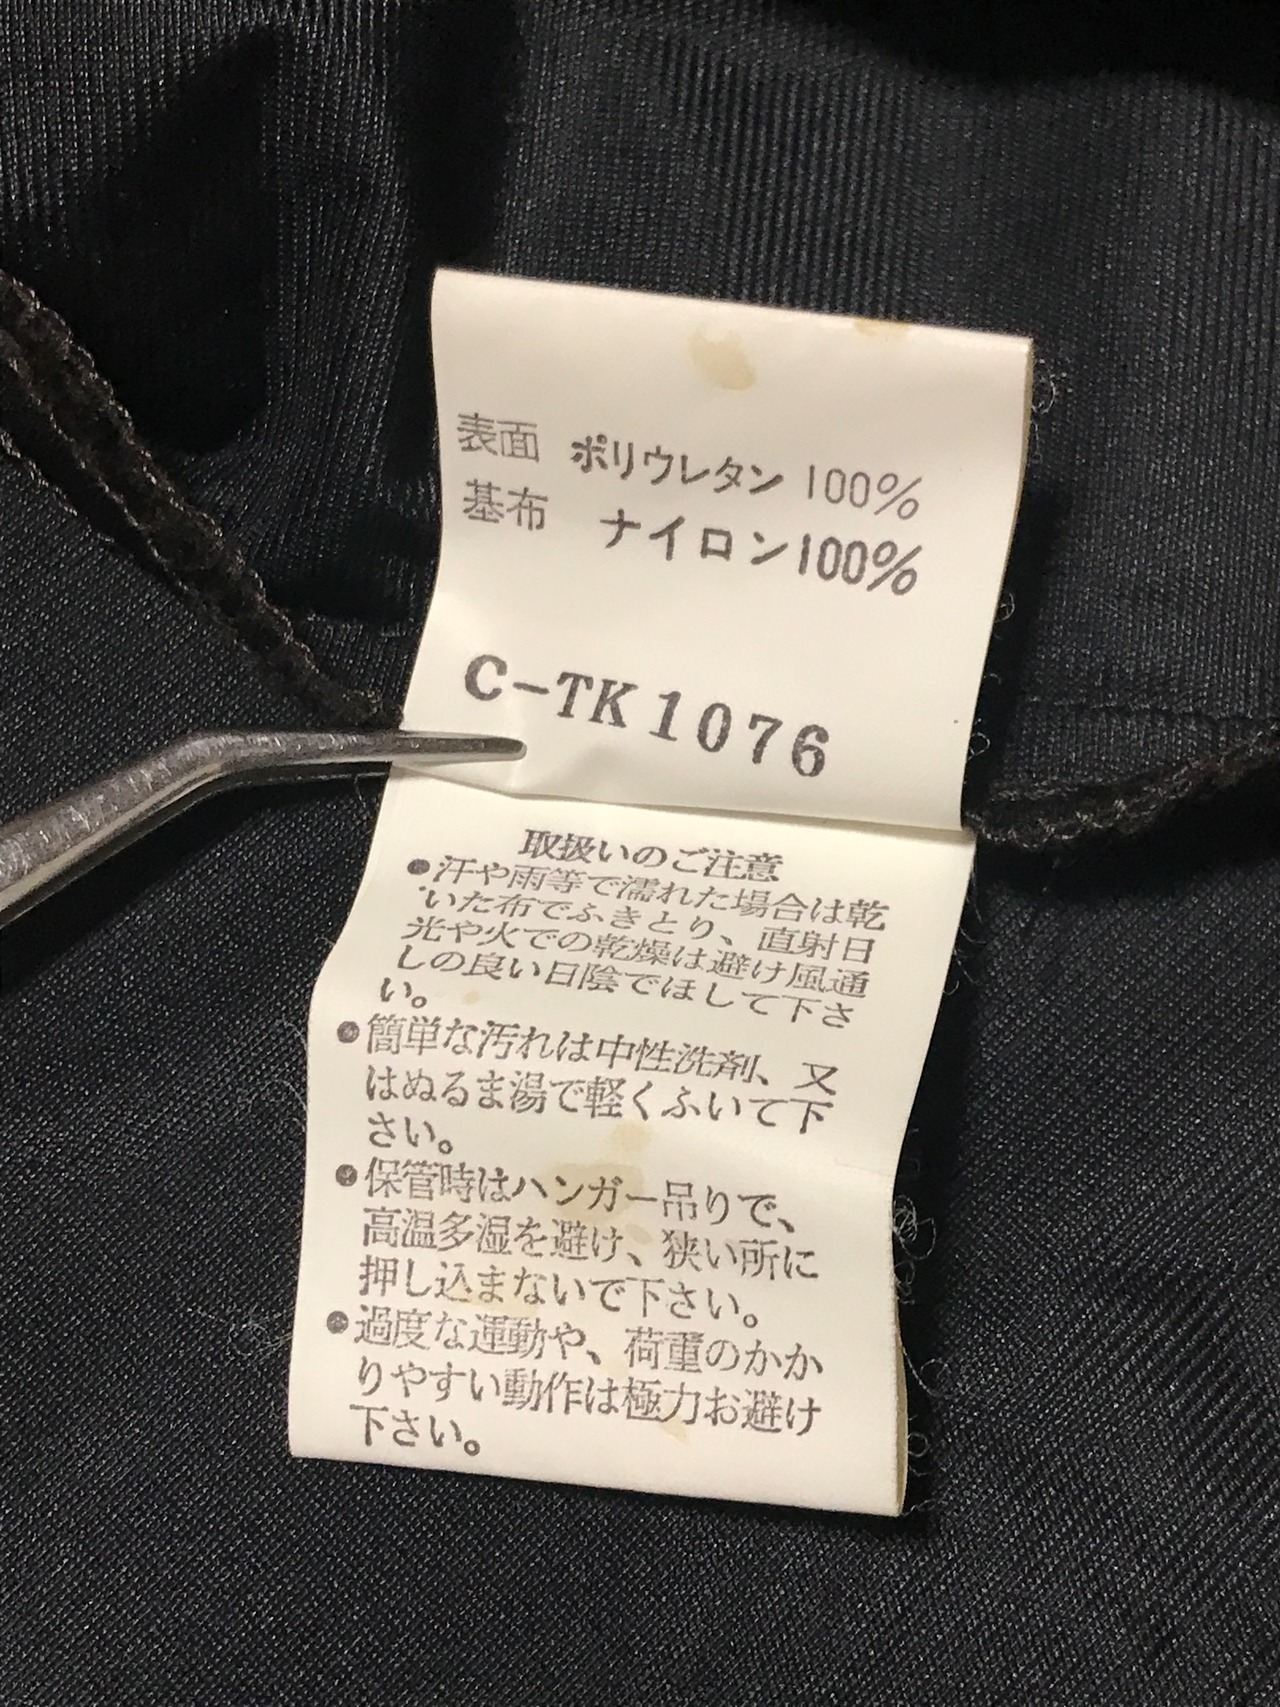 表面 ポリウレタン 100%
基布 ナイロン100%
C-TK1076
取扱いのご注意
●汗や雨等で濡れた場合は乾
いた布でふきとり、直射日
光や火での乾燥は避け風通
しの良い日陰でほして下さ
い。
●簡単な汚れは中性洗剤、又
はぬるま湯で軽くふいて下
さい。
●保管時はハンガー吊りで、
高温多湿を避け、狭い所に
押し込まないで下さい。
●過度な運動や、荷重のかか
りやすい動作は極力お避け
下さい。